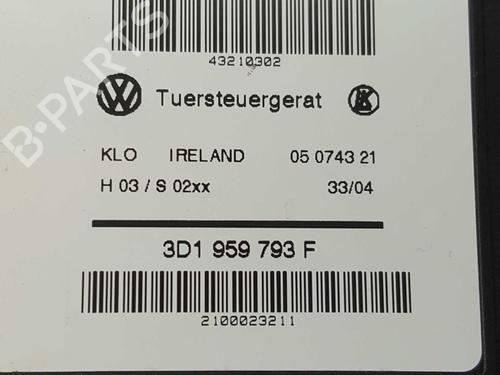 43210302
Tuersteuergerat
KLO IRELAND 05 0743 21
H 03 / S 02xx 33/04
3D1 959 793 F
2100023211
B-PARTS